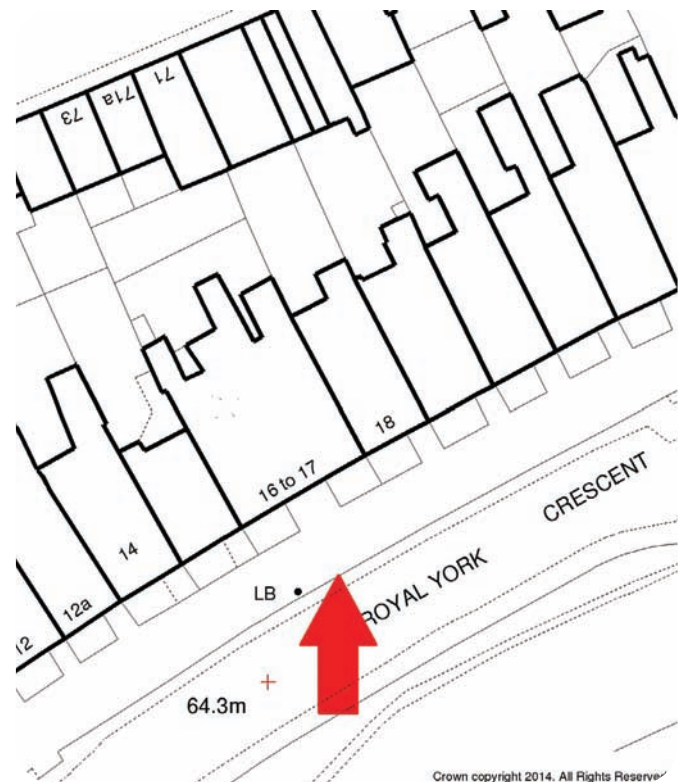 73
71a
71
18
16 to 17
14
12a
12
LB
ROYAL YORK
CRESCENT
64.3m
Crown copyright 2014. All Rights Reserved